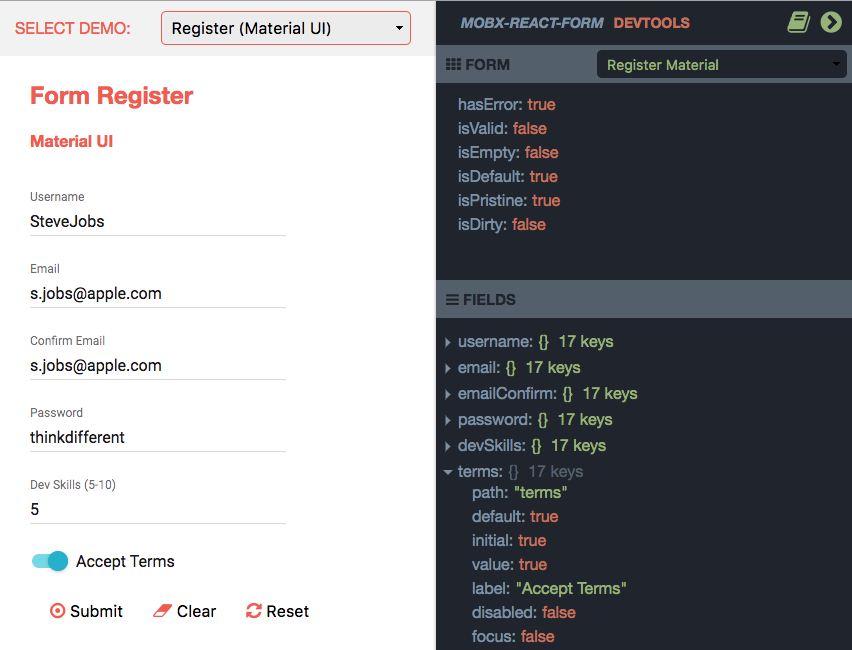 SELECT DEMO:
Register (Material UI)
Form Register
Material UI
Username
SteveJobs
Email
s.jobs@apple.com
Confirm Email
s.jobs@apple.com
Password
thinkdifferent
Dev Skills (5-10)
5
Accept Terms
Submit
Clear
Reset
MOBX-REACT-FORM DEVTOOLS
FORM
Register Material
hasError: true
isValid: false
isEmpty: false
isDefault: true
isPristine: true
isDirty: false
FIELDS
username: {} 17 keys
email: {} 17 keys
emailConfirm: {} 17 keys
password: {} 17 keys
devSkills: {} 17 keys
terms: {} 17 keys
path: "terms"
default: true
initial: true
value: true
label: "Accept Terms"
disabled: false
focus: false